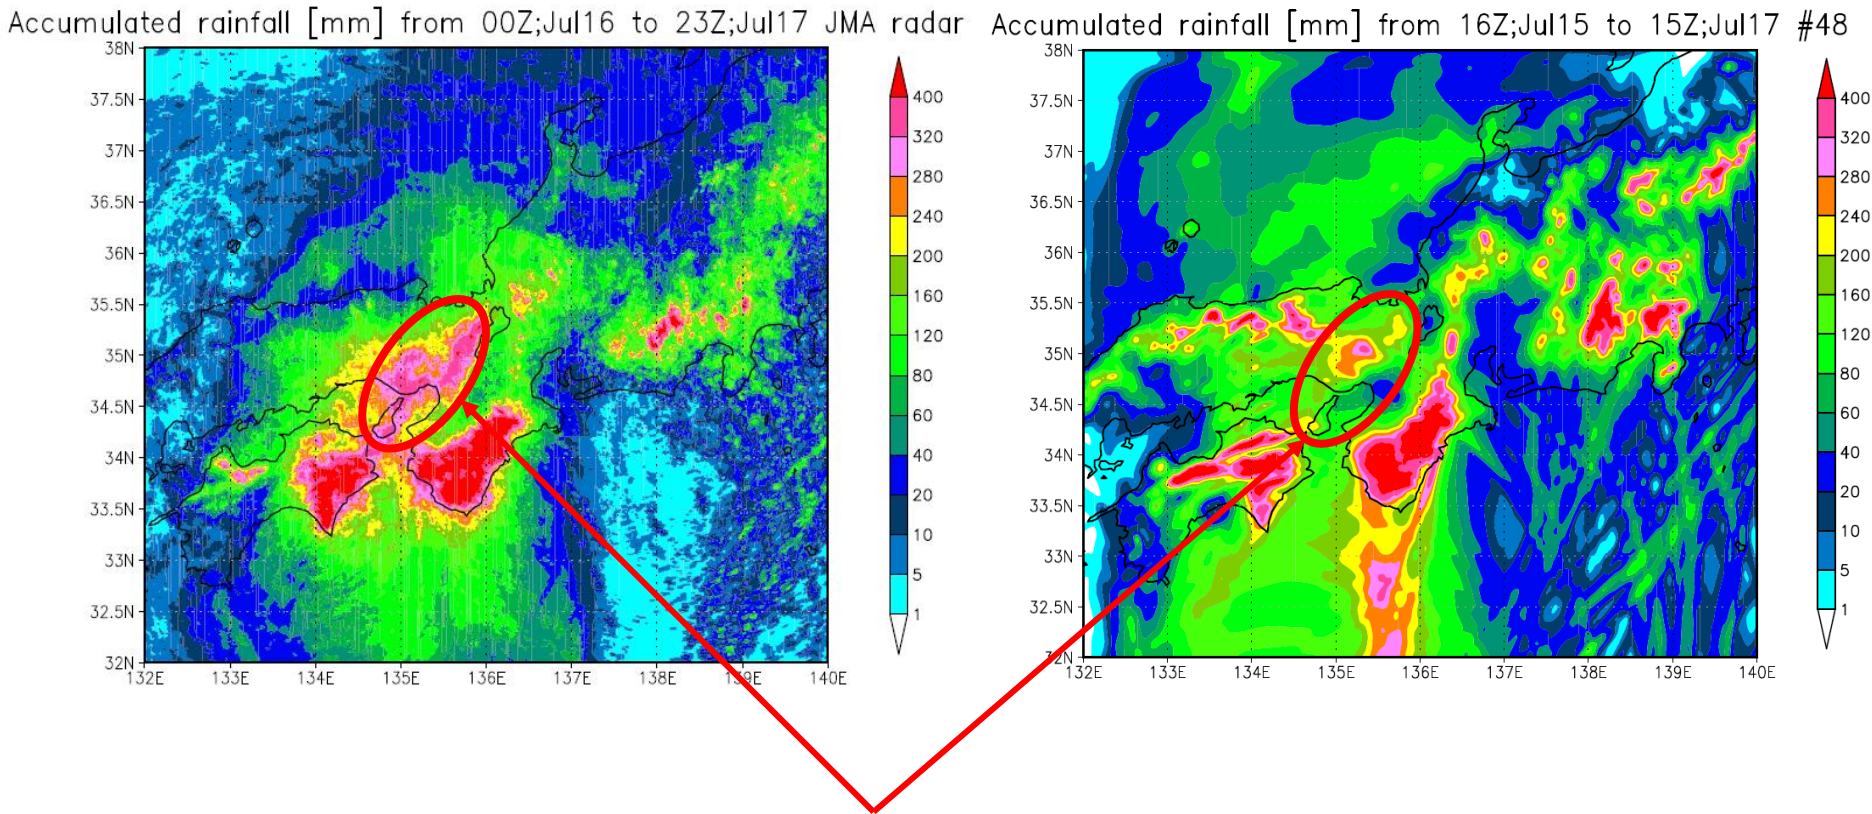 Accumulated rainfall [mm] from 00Z;Jul16 to 23Z;Jul17 JMA radar
38N
37.5N
37N
36.5N
36N
35.5N
35N
34.5N
34N
33.5N
33N
32.5N
32N
132E 133E 134E 135E 136E 137E 138E 139E 140E
400
320
280
240
200
160
120
80
60
40
20
10
5
1
Accumulated rainfall [mm] from 16Z;Jul15 to 15Z;Jul17 #48
38N
37.5N
37N
36.5N
36N
35.5N
35N
34.5N
34N
33.5N
33N
32.5N
32N
132E 133E 134E 135E 136E 137E 138E 139E 140E
400
320
280
240
200
160
120
80
60
40
20
10
5
1